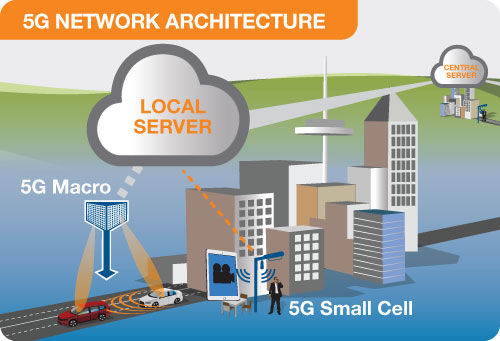 5G NETWORK ARCHITECTURE
CENTRAL
SERVER
LOCAL
SERVER
5G Macro
5G Small Cell